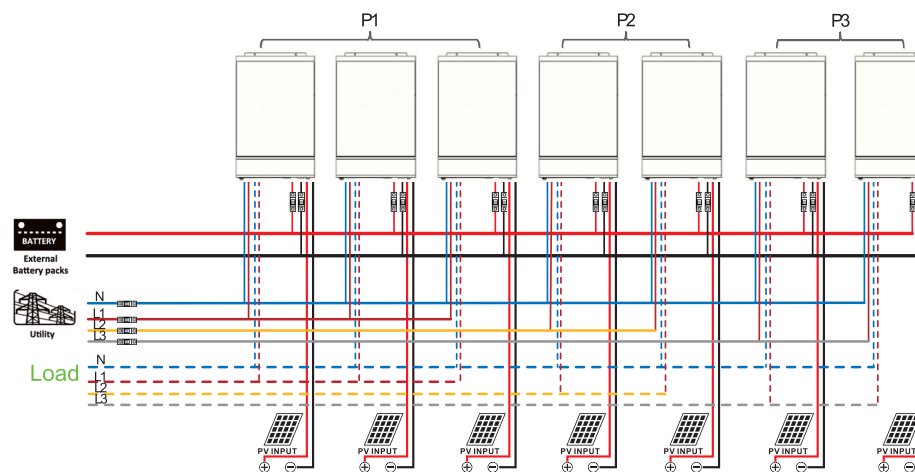 P1
P2
P3
BATTERY
External
Battery packs
N
L1
L2
L3
Utility
Load
N
L1
L2
L3
PV INPUT
PV INPUT
PV INPUT
PV INPUT
PV INPUT
PV INPUT
PV INPUT